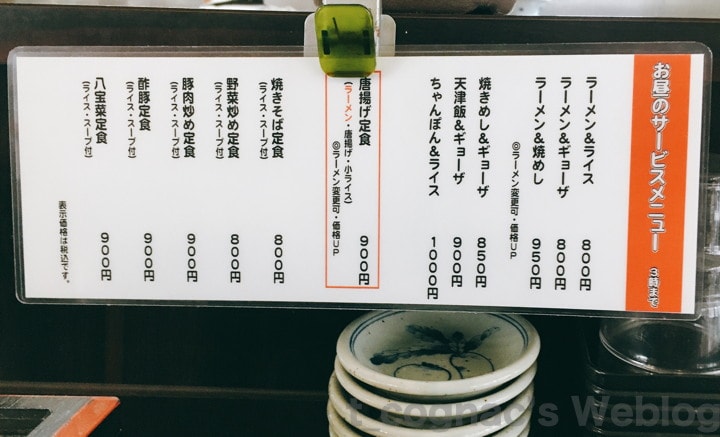 お昼のサービスメニュー 3時まで
ラーメン&ライス 800円
ラーメン&ギョーザ 800円
ラーメン&焼めし 950円
◎ラーメン変更可・価格UP
焼きめし&ギョーザ 850円
天津飯&ギョーザ 900円
ちゃんぽん&ライス 1000円
唐揚げ定食 900円
(ラーメン・唐揚げ・小ライス)
◎ラーメン変更可・価格UP
焼きそば定食 800円
(ライス・スープ付)
野菜炒め定食 800円
(ライス・スープ付)
豚肉炒め定食 900円
(ライス・スープ付)
酢豚定食 900円
(ライス・スープ付)
八宝菜定食 900円
(ライス・スープ付)
表示価格は税込です。
t_cognac's Weblog